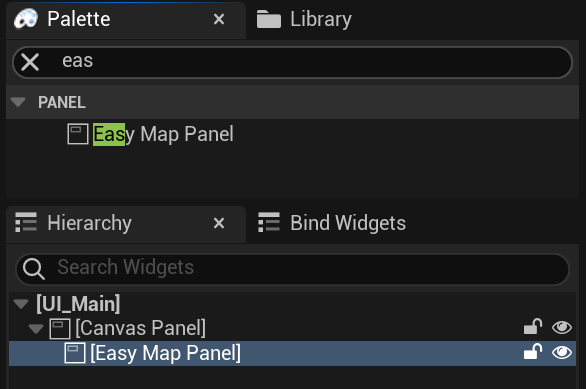 Palette
Library
eas
PANEL
Easy Map Panel
Hierarchy
Bind Widgets
Search Widgets
[UI_Main]
[Canvas Panel]
[Easy Map Panel]